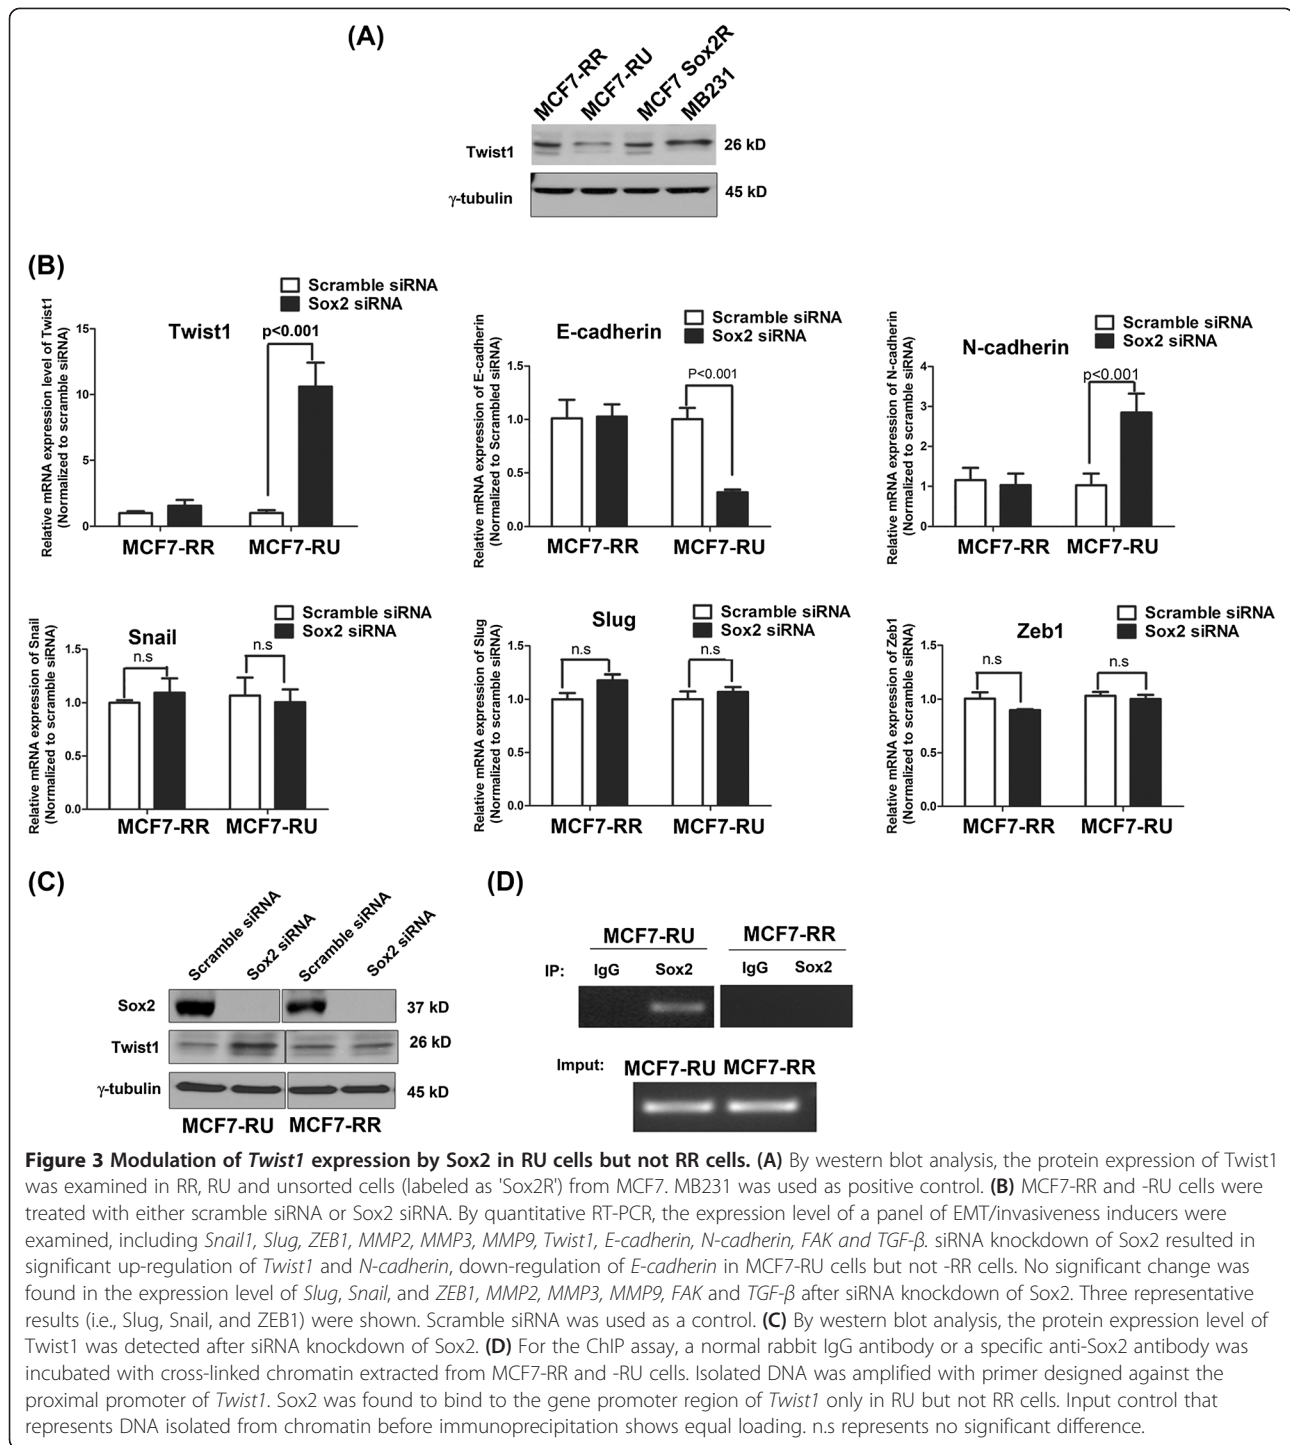 (A)
MCF7-RR
MCF7-RU
MCF7 Sox2R
MB231
Twist1
26 kD
γ-tubulin
45 kD
(B)
Scramble siRNA
Sox2 siRNA
Twist1
p<0.001
Relative mRNA expression level of Twist1
(Normalized to scramble siRNA)
15
10
5
0
MCF7-RR MCF7-RU
Scramble siRNA
Sox2 siRNA
E-cadherin
P<0.001
Relative mRNA expression of E-cadherin
(Normalized to Scrambled siRNA)
1.5
1.0
0.5
0.0
MCF7-RR MCF7-RU
Scramble siRNA
Sox2 siRNA
N-cadherin
p<0.001
Relative mRNA expression of N-cadherin
(Normalized to scramble siRNA)
4
3
2
1
0
MCF7-RR MCF7-RU
Scramble siRNA
Sox2 siRNA
Snail
n.s
n.s
Relative mRNA expression of Snail
(Normalized to scramble siRNA)
1.5
1.0
0.5
0.0
MCF7-RR MCF7-RU
Scramble siRNA
Sox2 siRNA
Slug
n.s
n.s
Relative mRNA expression of Slug
(Normalized to scramble siRNA)
1.5
1.0
0.5
0.0
MCF7-RR MCF7-RU
Scramble siRNA
Sox2 siRNA
Zeb1
n.s
n.s
Relative mRNA expression of Zeb1
(Normalized to scramble siRNA)
1.5
1.0
0.5
0.0
MCF7-RR MCF7-RU
(C)
Scramble siRNA
Sox2 siRNA
Scramble siRNA
Sox2 siRNA
Sox2
37 kD
Twist1
26 kD
γ-tubulin
45 kD
MCF7-RU MCF7-RR
(D)
MCF7-RU MCF7-RR
IP: IgG Sox2 IgG Sox2
Imput: MCF7-RU MCF7-RR
Figure 3 Modulation of Twist1 expression by Sox2 in RU cells but not RR cells. (A) By western blot analysis, the protein expression of Twist1
was examined in RR, RU and unsorted cells (labeled as 'Sox2R') from MCF7. MB231 was used as positive control. (B) MCF7-RR and -RU cells were
treated with either scramble siRNA or Sox2 siRNA. By quantitative RT-PCR, the expression level of a panel of EMT/invasiveness inducers were
examined, including Snail1, Slug, ZEB1, MMP2, MMP3, MMP9, Twist1, E-cadherin, N-cadherin, FAK and TGF-β. siRNA knockdown of Sox2 resulted in
significant up-regulation of Twist1 and N-cadherin, down-regulation of E-cadherin in MCF7-RU cells but not -RR cells. No significant change was
found in the expression level of Slug, Snail, and ZEB1, MMP2, MMP3, MMP9, FAK and TGF-β after siRNA knockdown of Sox2. Three representative
results (i.e., Slug, Snail, and ZEB1) were shown. Scramble siRNA was used as a control. (C) By western blot analysis, the protein expression level of
Twist1 was detected after siRNA knockdown of Sox2. (D) For the ChIP assay, a normal rabbit IgG antibody or a specific anti-Sox2 antibody was
incubated with cross-linked chromatin extracted from MCF7-RR and -RU cells. Isolated DNA was amplified with primer designed against the
proximal promoter of Twist1. Sox2 was found to bind to the gene promoter region of Twist1 only in RU but not RR cells. Input control that
represents DNA isolated from chromatin before immunoprecipitation shows equal loading. n.s represents no significant difference.